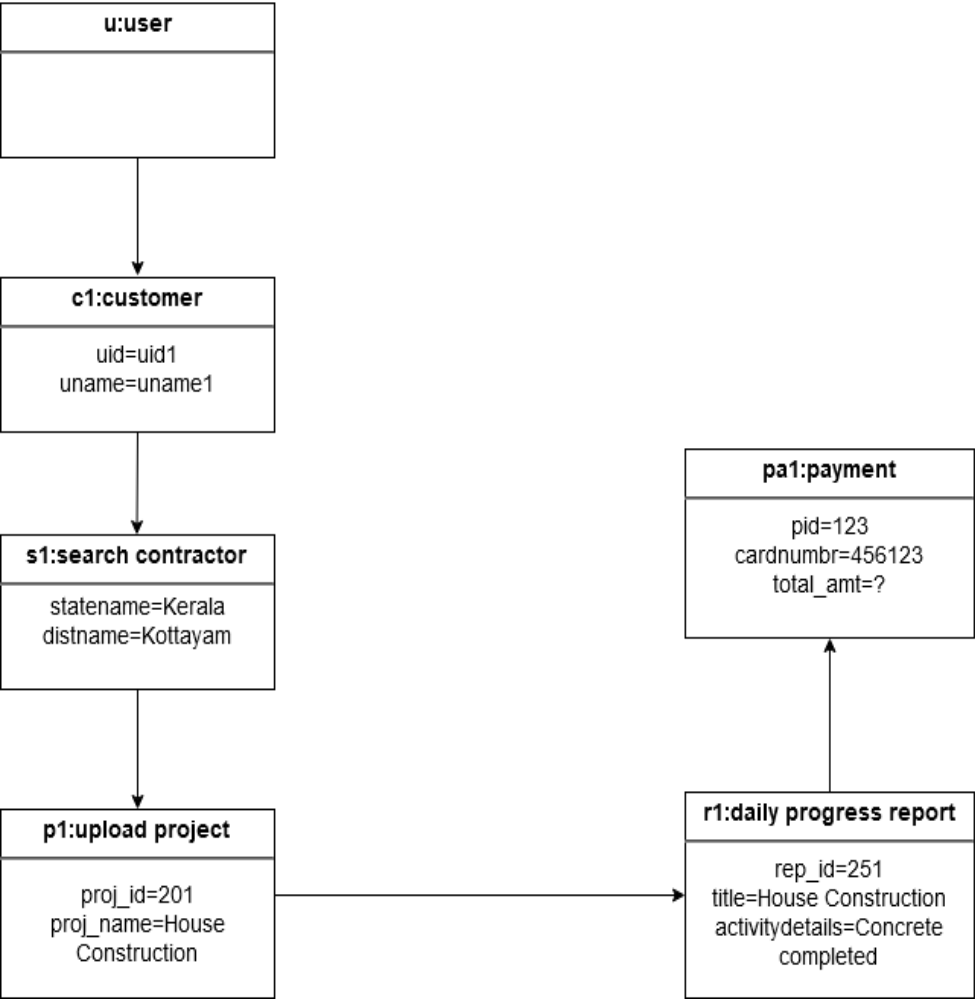 u:user
c1:customer
uid=uid1
uname=uname1
s1:search contractor
statename=Kerala
distname=Kottayam
p1:upload project
proj_id=201
proj_name=House
Construction
pa1:payment
pid=123
cardnumbr=456123
total_amt=?
r1:daily progress report
rep_id=251
title=House Construction
activitydetails=Concrete
completed